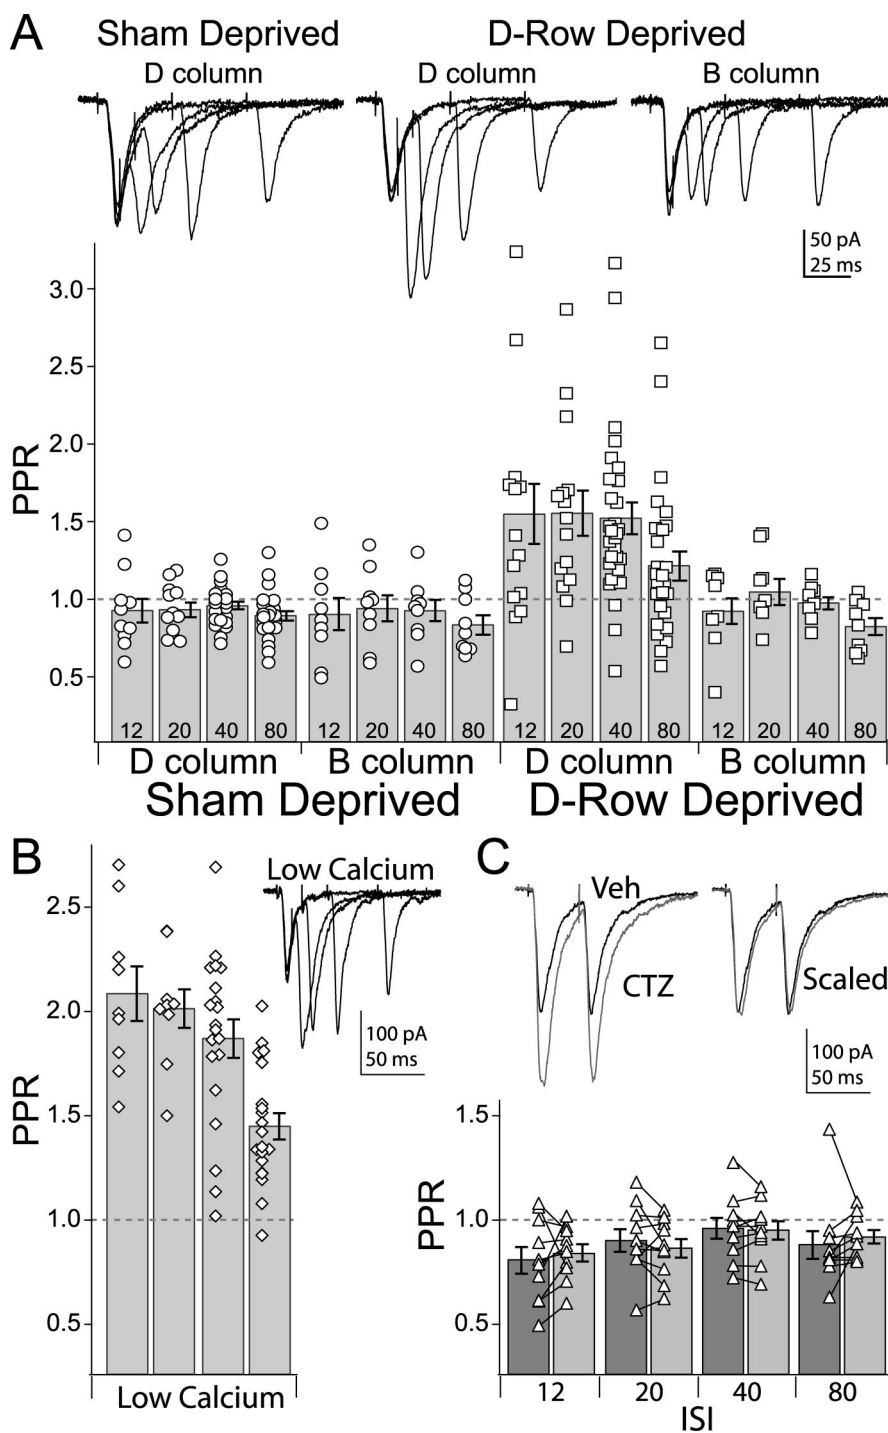 A
Sham Deprived
D-Row Deprived
D column
D column
B column
50 pA
25 ms
3.0
2.5
2.0
1.5
1.0
0.5
PPR
12 20 40 80 12 20 40 80 12 20 40 80 12 20 40 80
D column B column D column B column
Sham Deprived D-Row Deprived
B
Low Calcium
100 pA
50 ms
2.5
2.0
1.5
1.0
0.5
PPR
Low Calcium
C
Veh
CTZ
Scaled
100 pA
50 ms
1.5
1.0
0.5
PPR
12 20 40 80
ISI